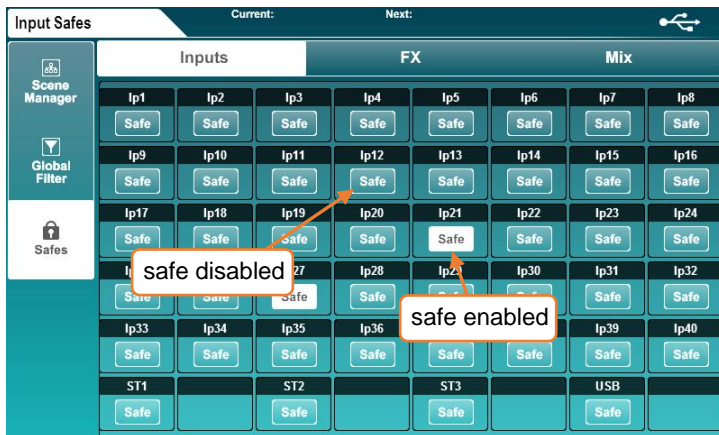 Input Safes
Current:
Next:
Scene
Manager
Global
Filter
Safes
Inputs FX Mix
Ip1 Ip2 Ip3 Ip4 Ip5 Ip6 Ip7 Ip8
Safe Safe Safe Safe Safe Safe Safe Safe
Ip9 Ip10 Ip11 Ip12 Ip13 Ip14 Ip15 Ip16
Safe Safe Safe Safe Safe Safe Safe Safe
Ip17 Ip18 Ip19 Ip20 Ip21 Ip22 Ip23 Ip24
Safe Safe Safe Safe Safe Safe Safe Safe
safe disabled
27 Ip28 Ip30 Ip31 Ip32
Safe Safe Safe Safe Safe Safe
safe enabled
Ip33 Ip34 Ip35 Ip36 Ip39 Ip40
Safe Safe Safe Safe Safe Safe
ST1 ST2 ST3 USB
Safe Safe Safe Safe